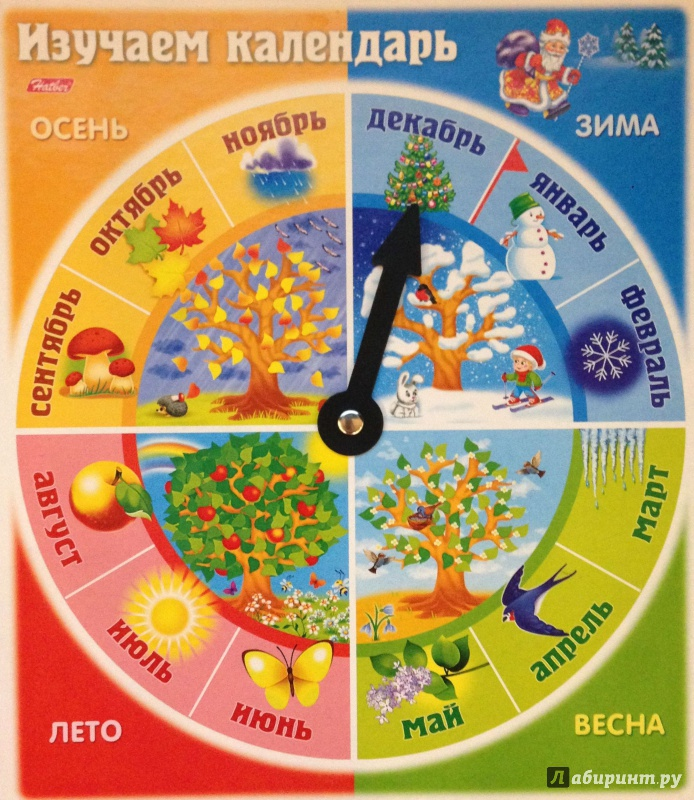 Изучаем календарь
Hatber
ОСЕНЬ
ЗИМА
ноябрь
декабрь
октябрь
январь
сентябрь
февраль
август
март
июль
апрель
июнь
май
ЛЕТО
ВЕСНА
Лабиринт.ру